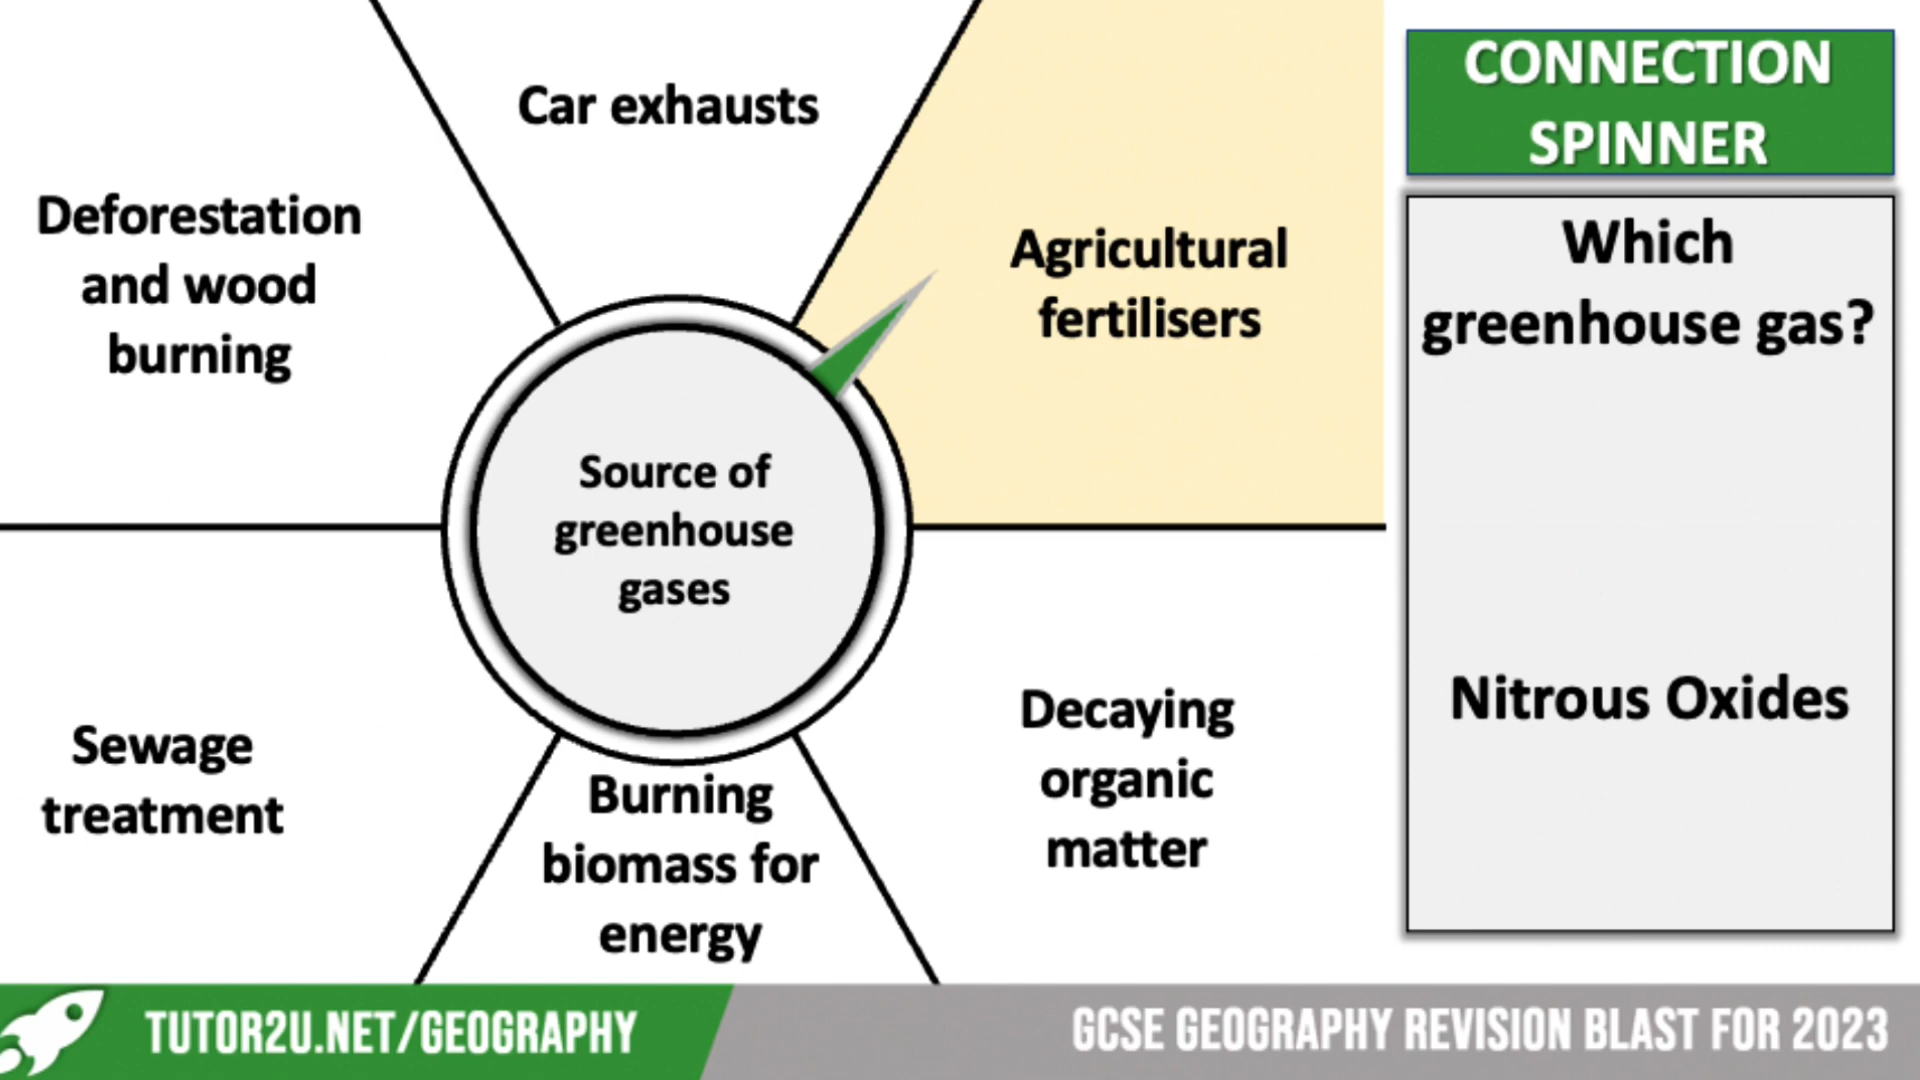 Car exhausts
Deforestation
and wood
burning
Agricultural
fertilisers
Source of
greenhouse
gases
Sewage
treatment
Burning
biomass for
energy
Decaying
organic
matter
CONNECTION
SPINNER
Which
greenhouse gas?
Nitrous Oxides
TUTOR2U.NET/GEOGRAPHY
GCSE GEOGRAPHY REVISION BLAST FOR 2023